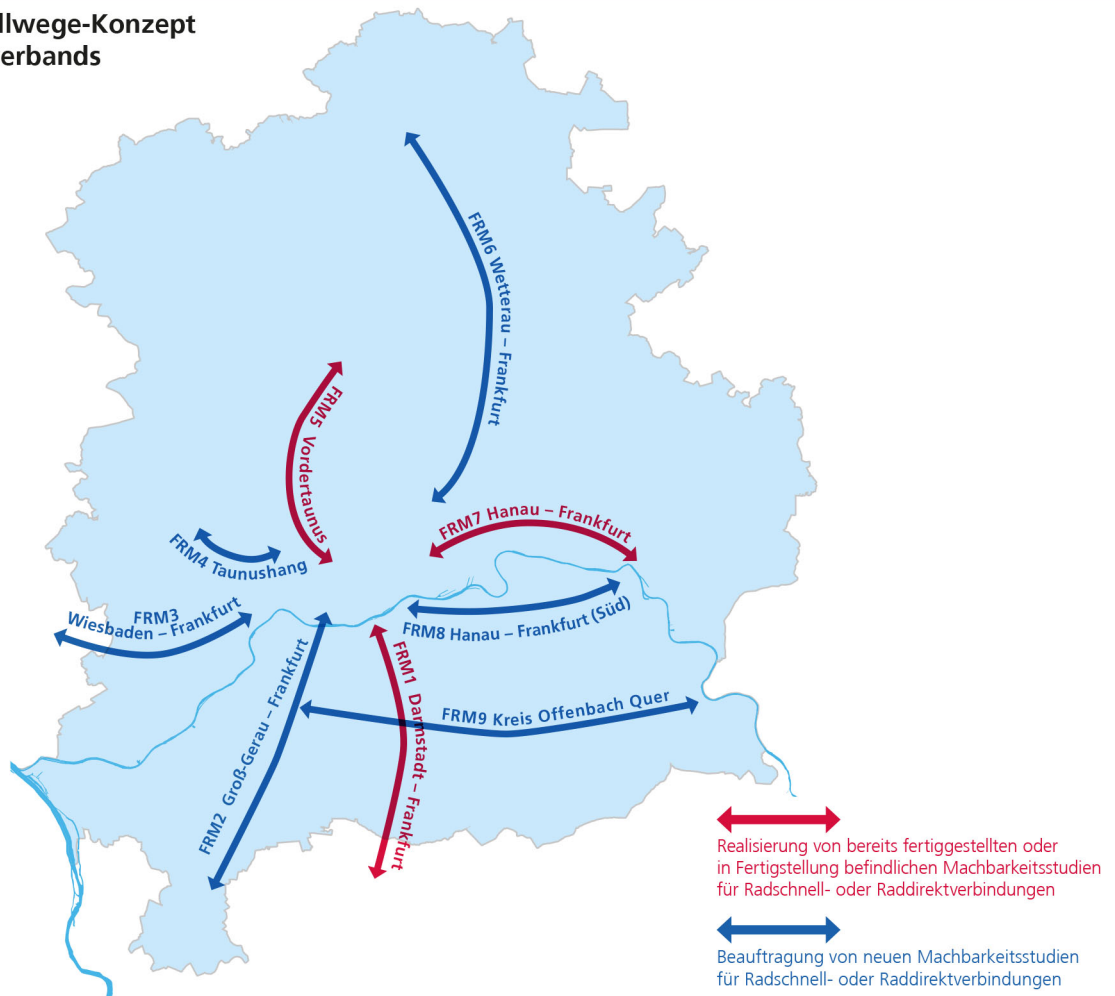 llwege-Konzept
erbands
FRM6 Wetterau – Frankfurt
FRM5 Vordertaunus
FRM7 Hanau – Frankfurt
FRM4 Taunushang
FRM3
Wiesbaden – Frankfurt
FRM8 Hanau – Frankfurt (Süd)
FRM2 Groß-Gerau – Frankfurt
FRM1 Darmstadt – Frankfurt
FRM9 Kreis Offenbach Quer
Realisierung von bereits fertiggestellten oder
in Fertigstellung befindlichen Machbarkeitsstudien
für Radschnell- oder Raddirektverbindungen
Beauftragung von neuen Machbarkeitsstudien
für Radschnell- oder Raddirektverbindungen